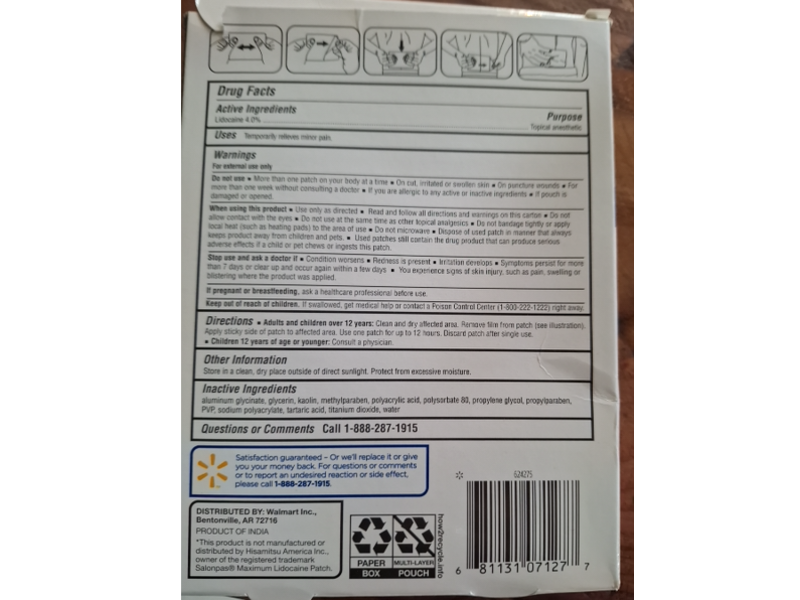 Drug Facts
Active Ingredients
Purpose
Lidocaine 4.0%
Topical anesthetic
Uses Temporarily relieves minor pain.
Warnings
For external use only
Do not use ▪ More than one patch on your body at a time ▪ On cut, irritated or swollen skin ▪ On puncture wounds ▪ For
more than one week without consulting a doctor ▪ If you are allergic to any active or inactive ingredients ▪ If pouch is
damaged or opened.
When using this product ▪ Use only as directed ▪ Read and follow all directions and warnings on this carton ▪ Do not
allow contact with the eyes ▪ Do not use at the same time as other topical analgesics ▪ Do not bandage tightly or apply
local heat (such as heating pads) to the area of use ▪ Do not microwave ▪ Dispose of used patch in manner that always
keeps product away from children and pets. ▪ Used patches still contain the drug product that can produce serious
adverse effects if a child or pet chews or ingests this patch.
Stop use and ask a doctor if ▪ Condition worsens ▪ Redness is present ▪ Irritation develops ▪ Symptoms persist for more
than 7 days or clear up and occur again within a few days ▪ You experience signs of skin injury, such as pain, swelling or
blistering where the product was applied.
If pregnant or breastfeeding, ask a healthcare professional before use.
Keep out of reach of children. If swallowed, get medical help or contact a Poison Control Center (1-800-222-1222) right away.
Directions ▪ Adults and children over 12 years: Clean and dry affected area. Remove film from patch (see illustration).
Apply sticky side of patch to affected area. Use one patch for up to 12 hours. Discard patch after single use.
▪ Children 12 years of age or younger: Consult a physician.
Other Information
Store in a clean, dry place outside of direct sunlight. Protect from excessive moisture.
Inactive Ingredients
aluminum glycinate, glycerin, kaolin, methylparaben, polyacrylic acid, polysorbate 80, propylene glycol, propylparaben,
PVP, sodium polyacrylate, tartaric acid, titanium dioxide, water
Questions or Comments Call 1-888-287-1915
Satisfaction guaranteed – Or we'll replace it or give
you your money back. For questions or comments
or to report an undesired reaction or side effect,
please call 1-888-287-1915.
DISTRIBUTED BY: Walmart Inc.,
Bentonville, AR 72716
PRODUCT OF INDIA
*This product is not manufactured or
distributed by Hisamitsu America Inc.,
owner of the registered trademark
Salonpas® Maximum Lidocaine Patch.
PAPER
BOX
MULTI-LAYER
POUCH
how2recycle.info
624275
6 81131 07127 7